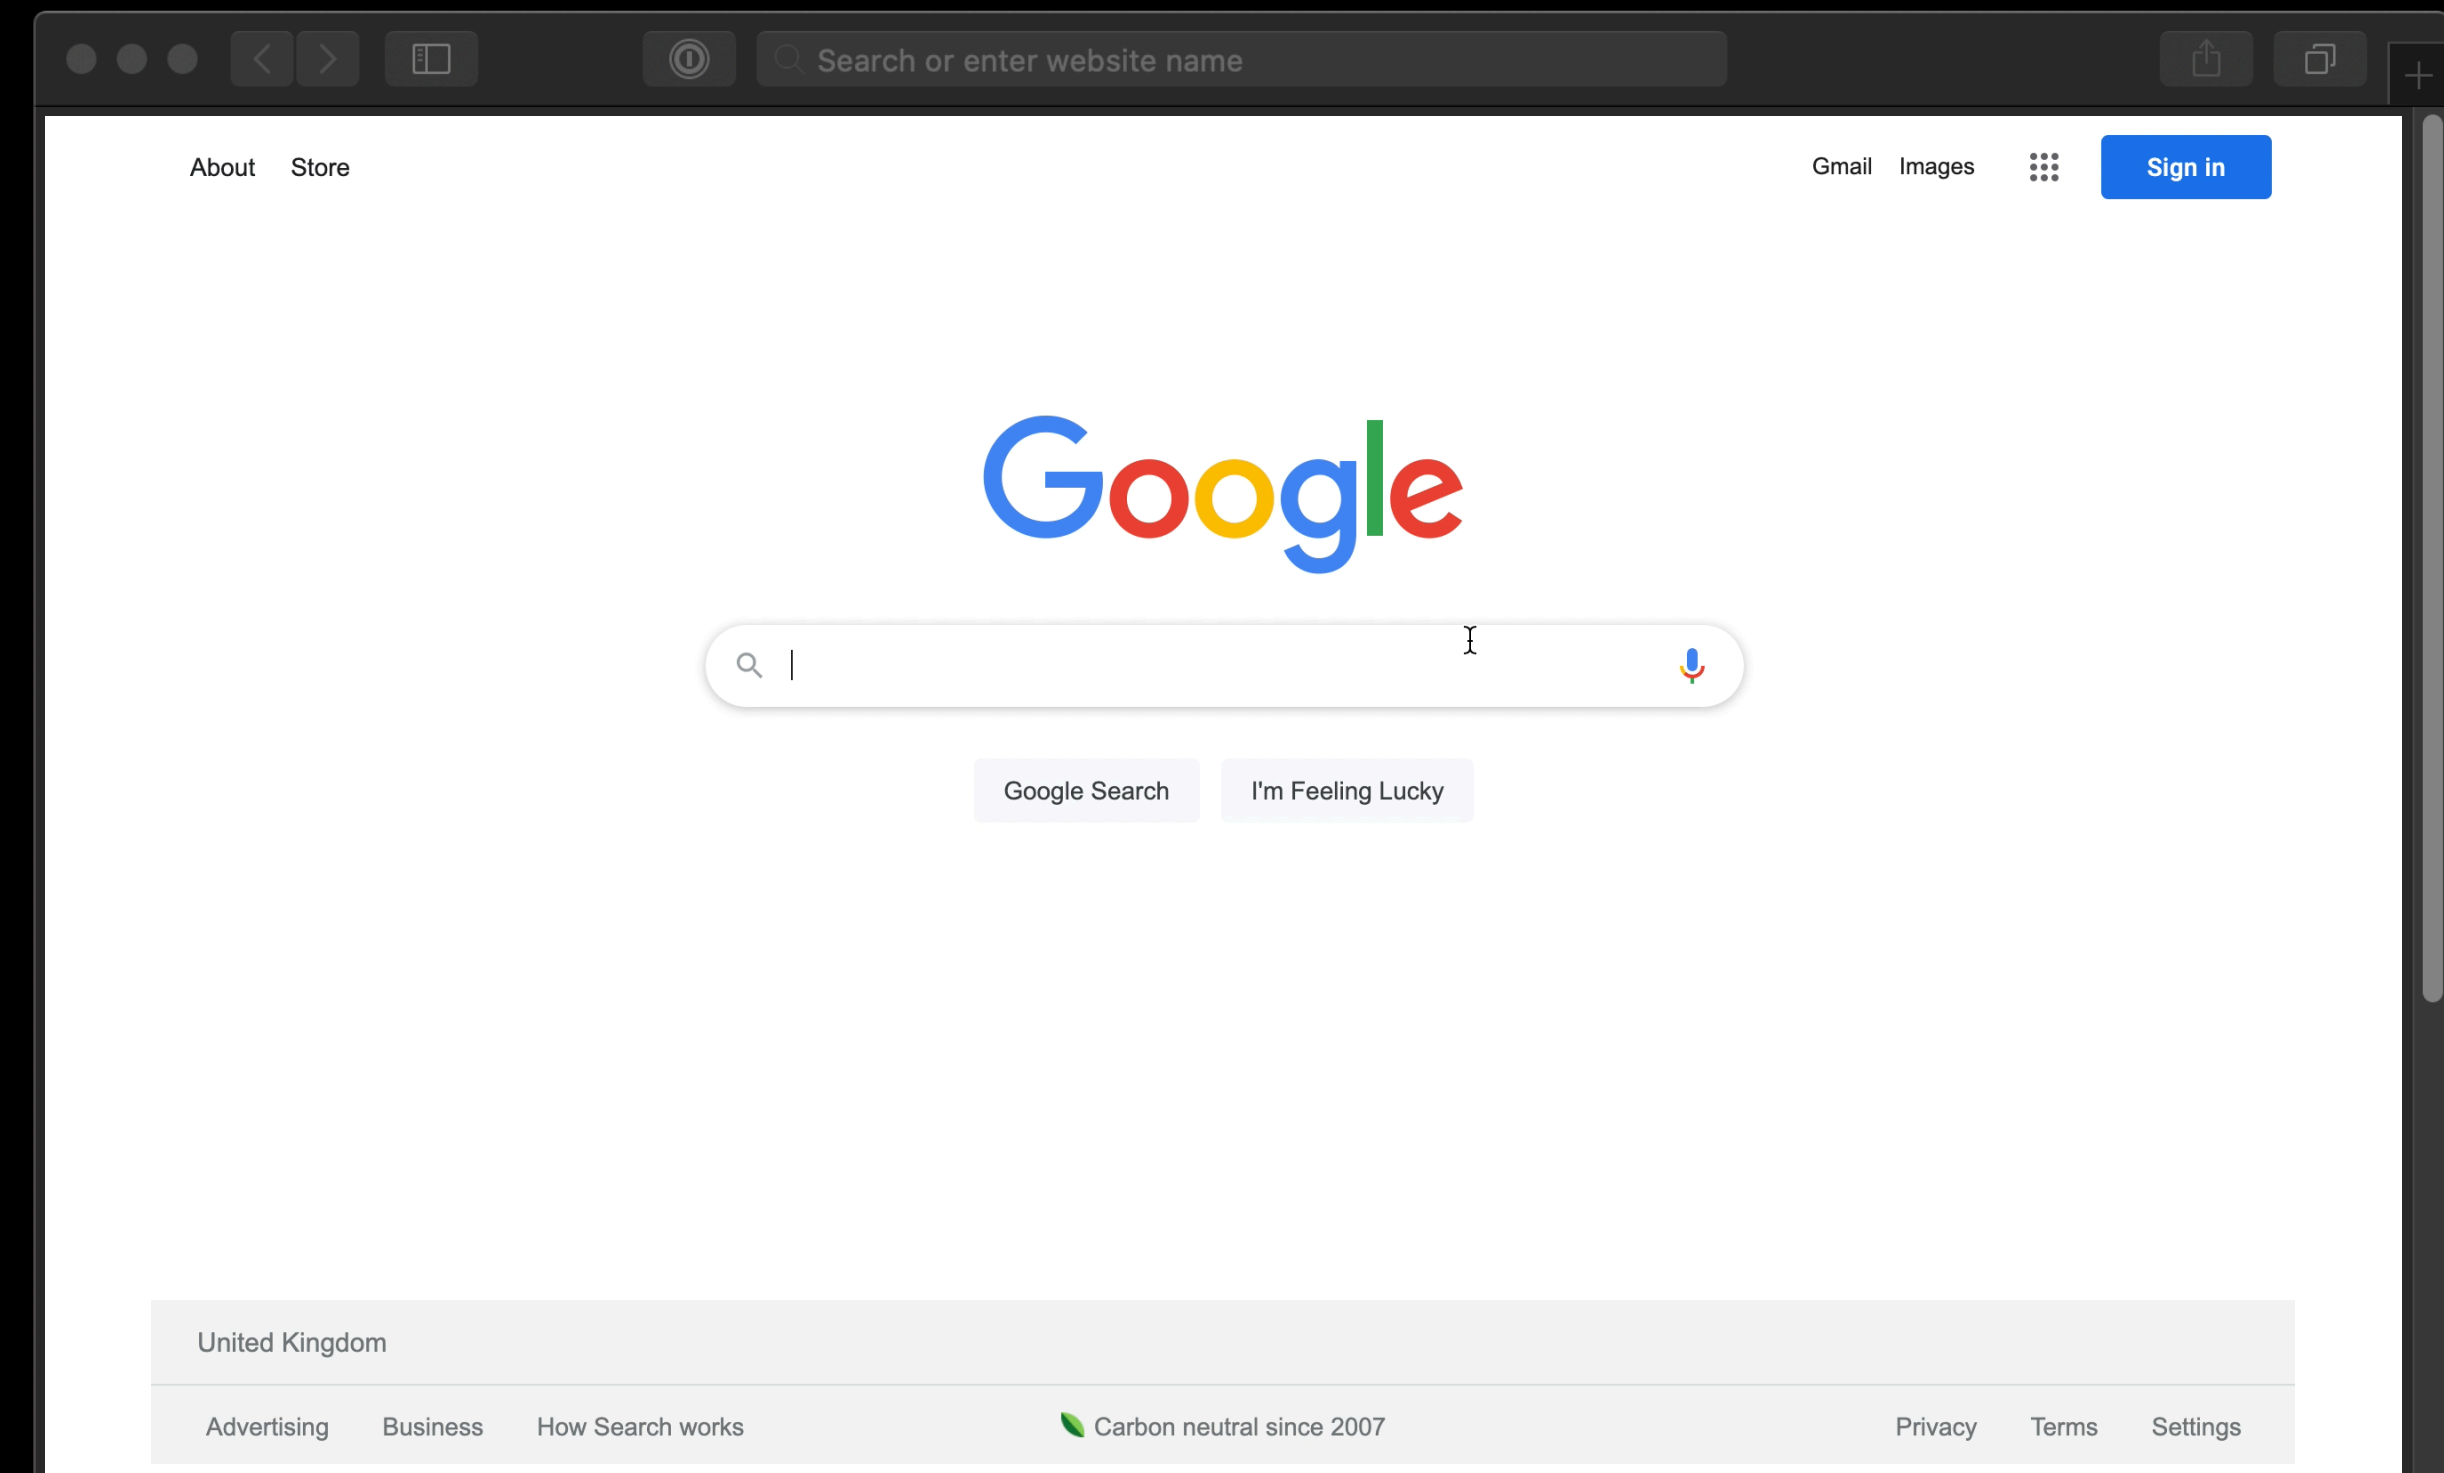 Search or enter website name
About Store Gmail Images Sign in
Google
Google Search I'm Feeling Lucky
United Kingdom
Advertising Business How Search works Carbon neutral since 2007 Privacy Terms Settings